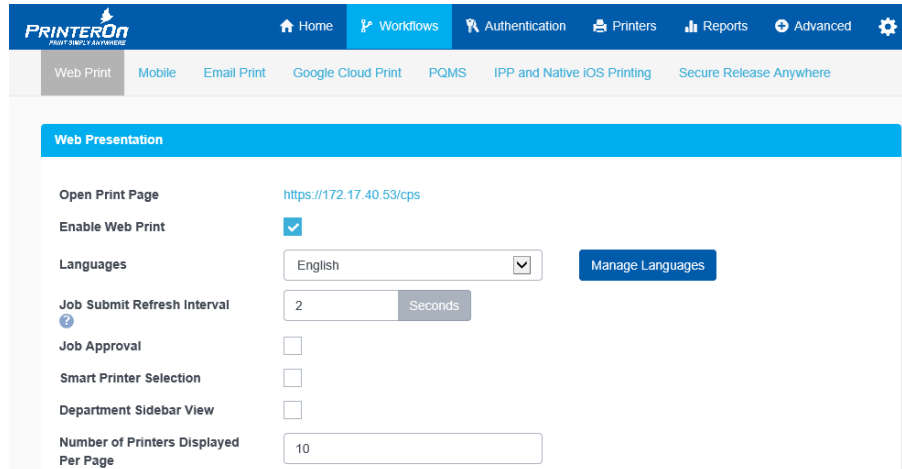 PRINTERON
PRINT SIMPLY ANYWHERE
Home Workflows Authentication Printers Reports Advanced
Web Print Mobile Email Print Google Cloud Print PQMS IPP and Native iOS Printing Secure Release Anywhere
Web Presentation
Open Print Page https://172.17.40.53/cps
Enable Web Print
Languages English Manage Languages
Job Submit Refresh Interval 2 Seconds
?
Job Approval
Smart Printer Selection
Department Sidebar View
Number of Printers Displayed
Per Page 10